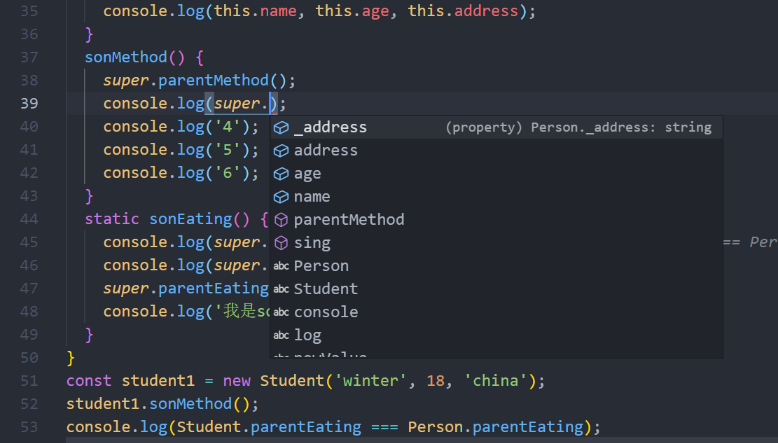 35 console.log(this.name, this.age, this.address);
36 }
37 sonMethod() {
38 super.parentMethod();
39 console.log(super.);
40 console.log('4'); _address (property) Person._address: string
41 console.log('5'); address
42 console.log('6'); age
43 } name
44 static sonEating() { parentMethod
45 console.log(super. sing == Per
46 console.log(super. abc Person
47 super.parentEating abc Student
48 console.log('我是so abc console
49 } abc log
50 }
51 const student1 = new Student('winter', 18, 'china');
52 student1.sonMethod();
53 console.log(Student.parentEating === Person.parentEating);